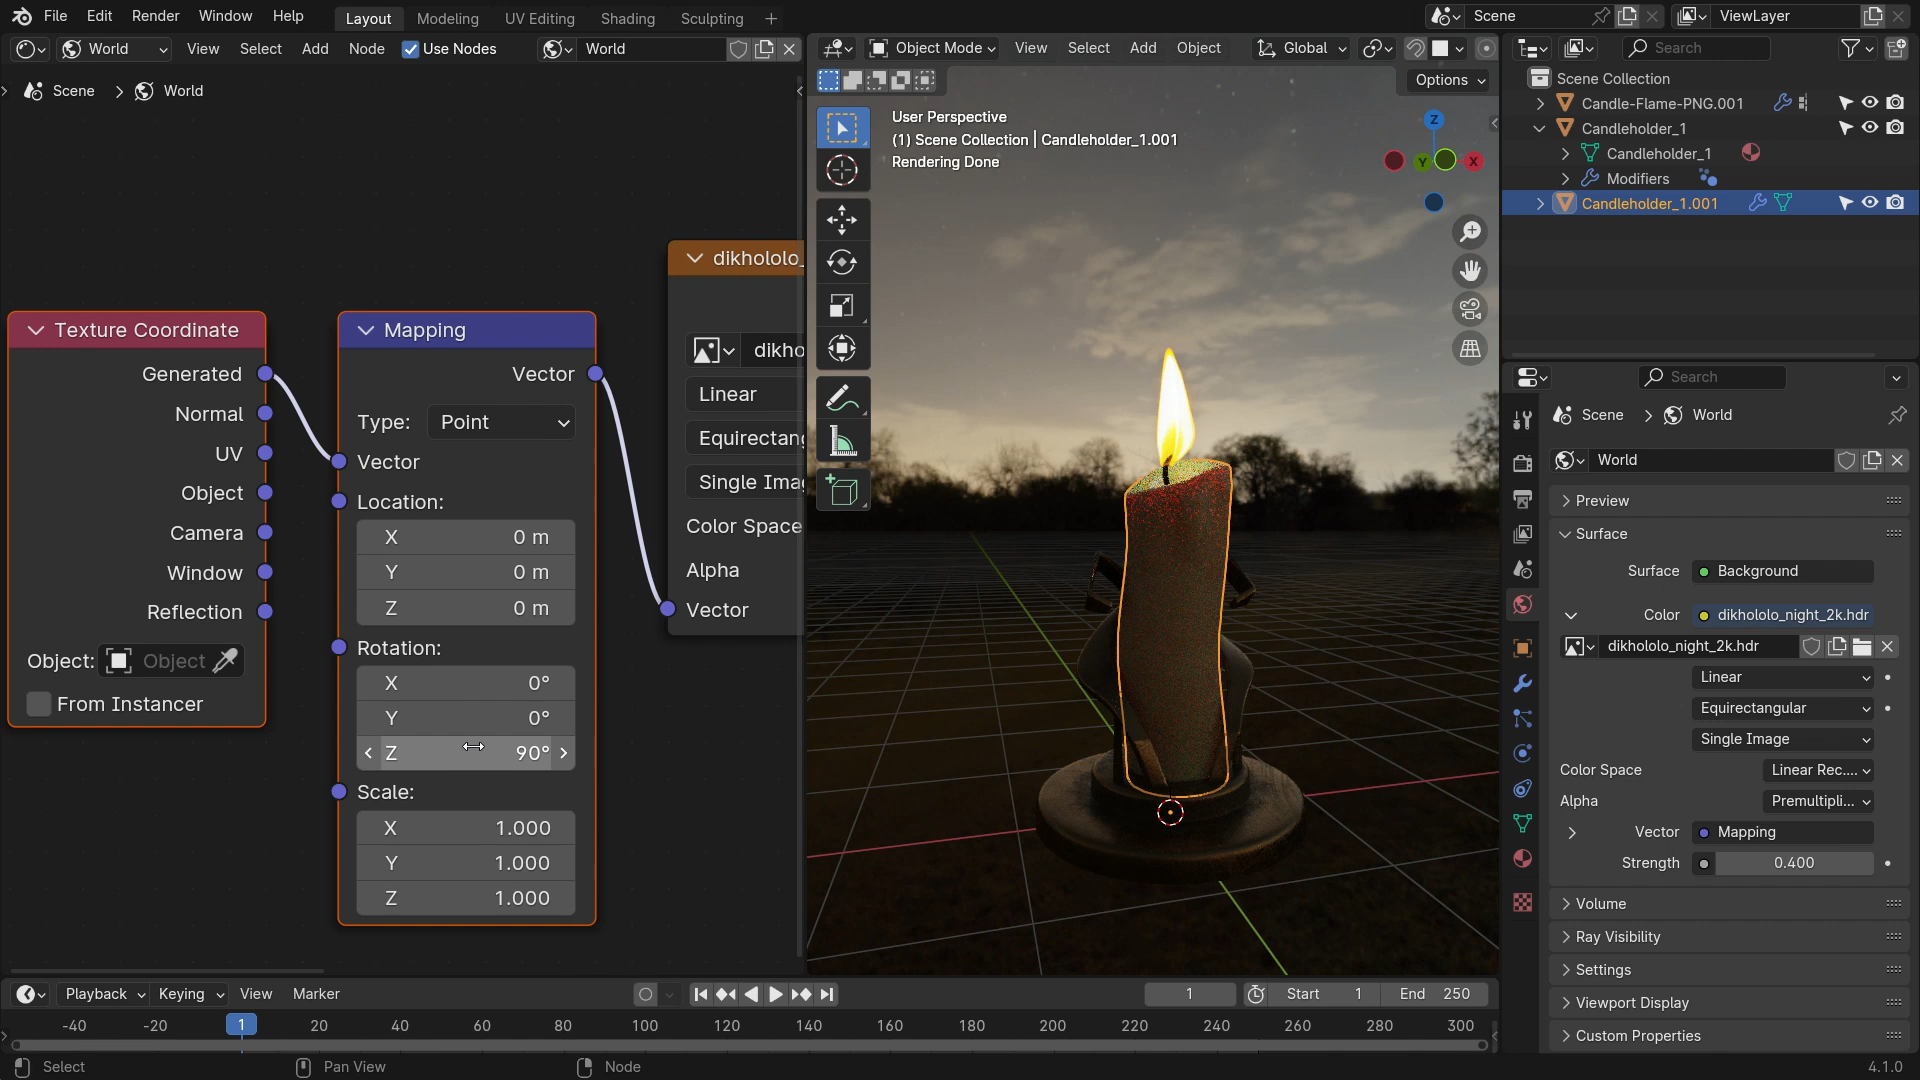 File Edit Render Window Help Layout Modeling UV Editing Shading Sculpting + Scene ViewLayer
World View Select Add Node Use Nodes World
Object Mode View Select Add Object Global
Options
Scene > World
User Perspective
(1) Scene Collection | Candleholder_1.001
Rendering Done
Z
Y
X
Texture Coordinate
Generated
Normal
UV
Object
Camera
Window
Reflection
Object: Object
From Instancer
Mapping
Vector
Type: Point
Vector
Location:
X 0 m
Y 0 m
Z 0 m
Rotation:
X 0°
Y 0°
Z 90°
Scale:
X 1.000
Y 1.000
Z 1.000
dikhololo_
dikho
Linear
Equirectang
Single Imag
Color Space
Alpha
Vector
Search
Scene Collection
Candle-Flame-PNG.001
Candleholder_1
Candleholder_1
Modifiers
Candleholder_1.001
Search
Scene > World
World
Preview
Surface
Surface Background
Color dikhololo_night_2k.hdr
dikhololo_night_2k.hdr
Linear
Equirectangular
Single Image
Color Space Linear Rec....
Alpha Premultipli...
Vector Mapping
Strength 0.400
Volume
Ray Visibility
Settings
Viewport Display
Custom Properties
Playback Keying View Marker 1 Start 1 End 250
-40 -20 1 20 40 60 80 100 120 140 160 180 200 220 240 260 280 300
Select Pan View Node 4.1.0